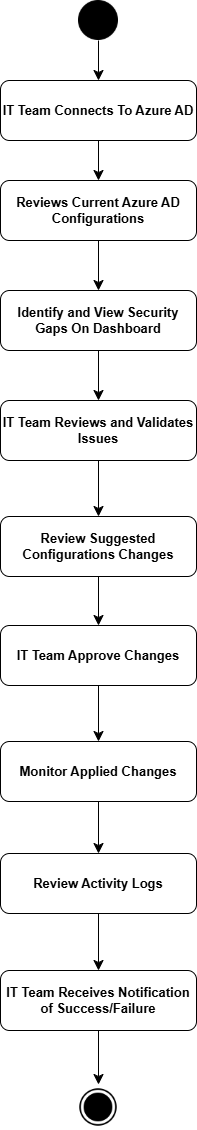 IT Team Connects To Azure AD
Reviews Current Azure AD
Configurations
Identify and View Security
Gaps On Dashboard
IT Team Reviews and Validates
Issues
Review Suggested
Configurations Changes
IT Team Approve Changes
Monitor Applied Changes
Review Activity Logs
IT Team Receives Notification
of Success/Failure